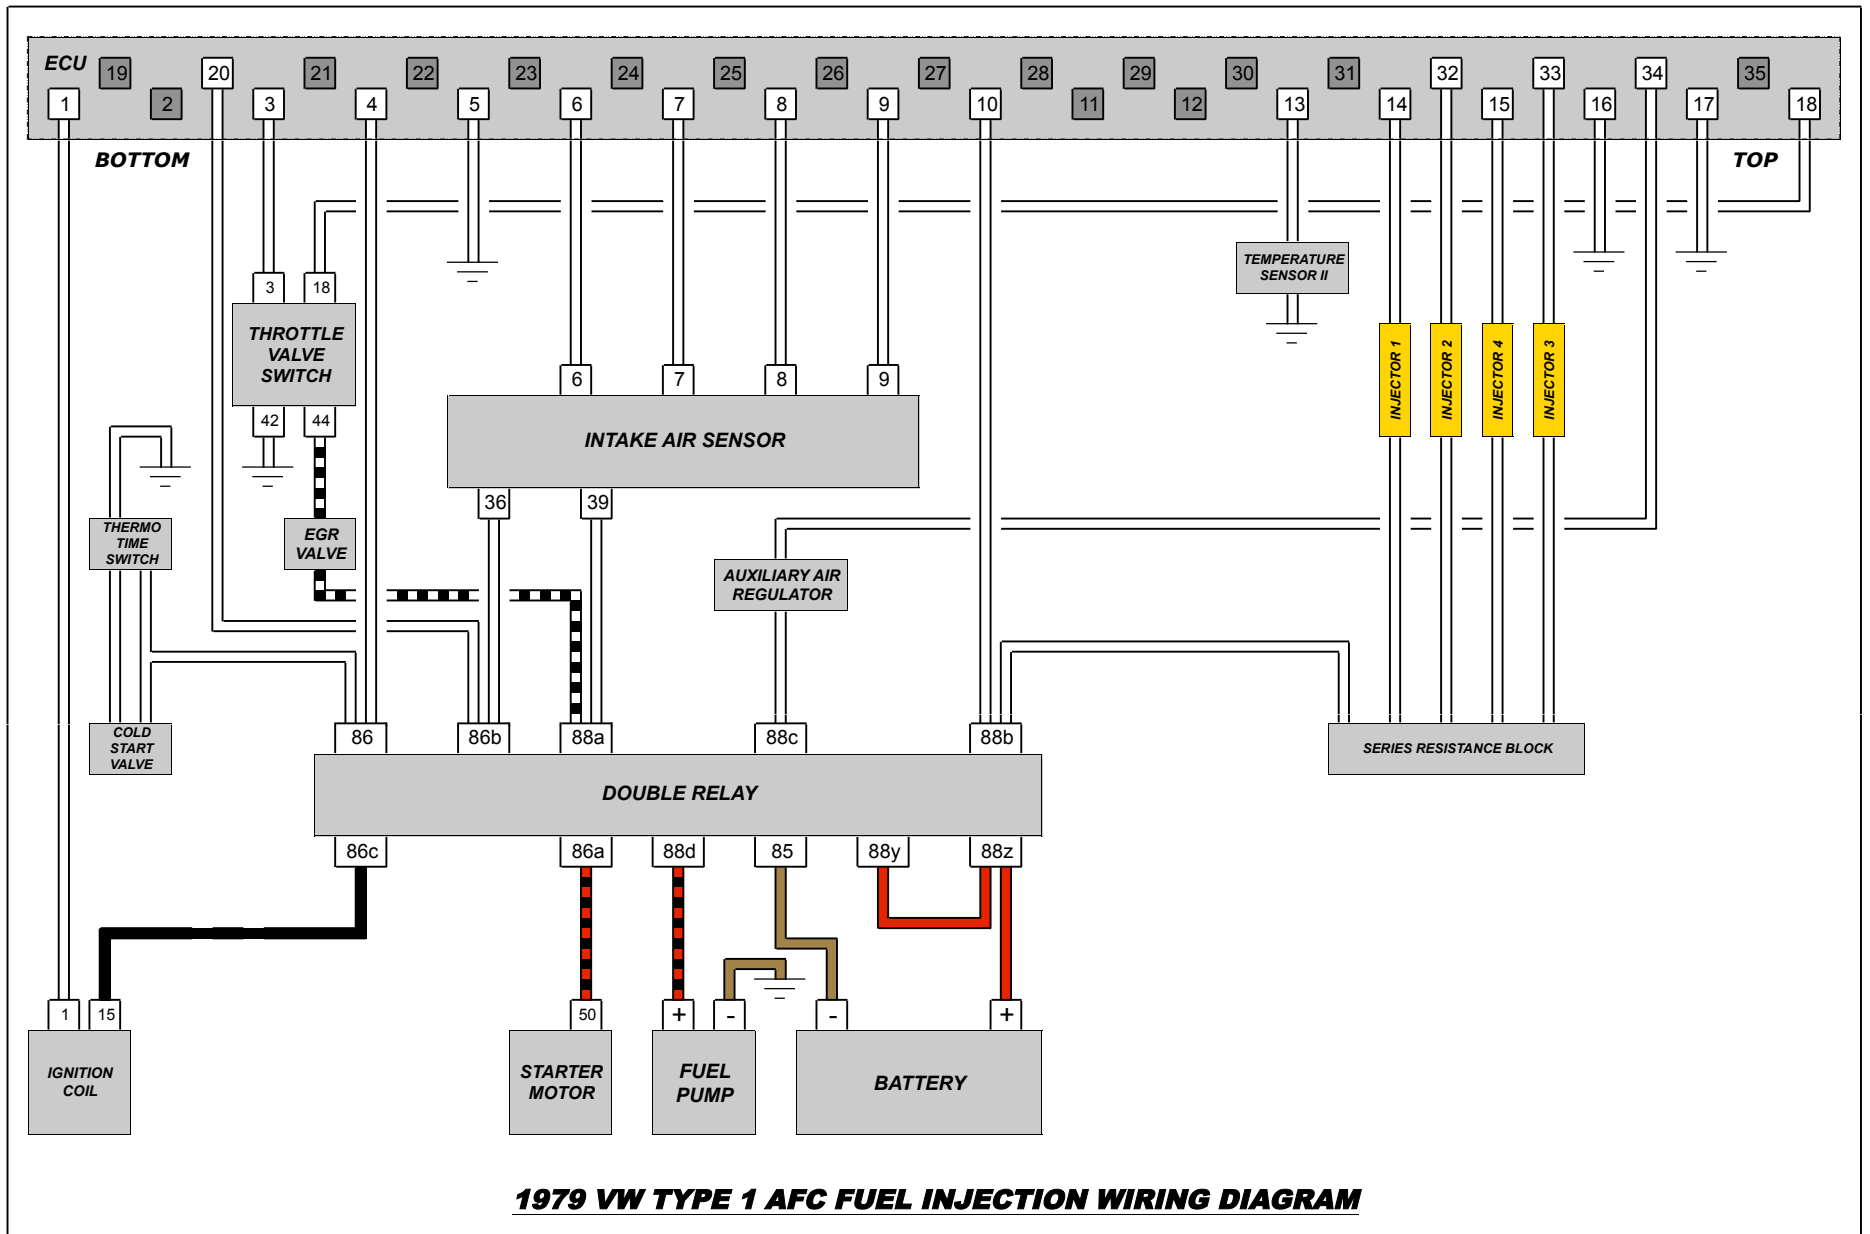 ECU
19 20 21 22 23 24 25 26 27 28 29 30 31 32 33 34 35
1 2 3 4 5 6 7 8 9 10 11 12 13 14 15 16 17 18
BOTTOM
TOP
TEMPERATURE
SENSOR II
3 18
THROTTLE
VALVE
SWITCH
42 44
INJECTOR 1
INJECTOR 2
INJECTOR 4
INJECTOR 3
6 7 8 9
INTAKE AIR SENSOR
36 39
THERMO
TIME
SWITCH
EGR
VALVE
AUXILIARY AIR
REGULATOR
COLD
START
VALVE
86 86b 88a 88c 88b
DOUBLE RELAY
86c 86a 88d 85 88y 88z
SERIES RESISTANCE BLOCK
1 15
IGNITION
COIL
50
STARTER
MOTOR
+ -
FUEL
PUMP
- +
BATTERY
1979 VW TYPE 1 AFC FUEL INJECTION WIRING DIAGRAM